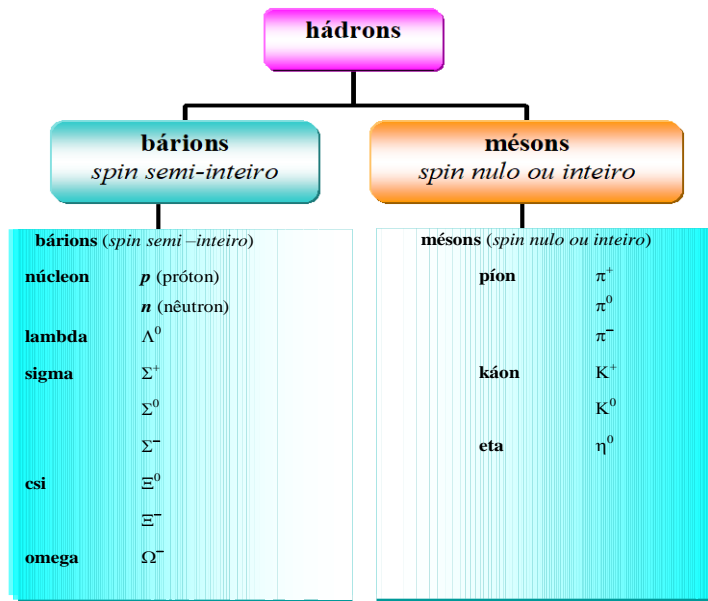 hádrons
bárions
spin semi-inteiro
mésons
spin nulo ou inteiro
bárions (spin semi –inteiro)
núcleon p (próton)
n (nêutron)
lambda Λ⁰
sigma Σ⁺
Σ⁰
Σ⁻
csi Ξ⁰
Ξ⁻
omega Ω⁻
mésons (spin nulo ou inteiro)
píon π⁺
π⁰
π⁻
káon K⁺
K⁰
eta η⁰